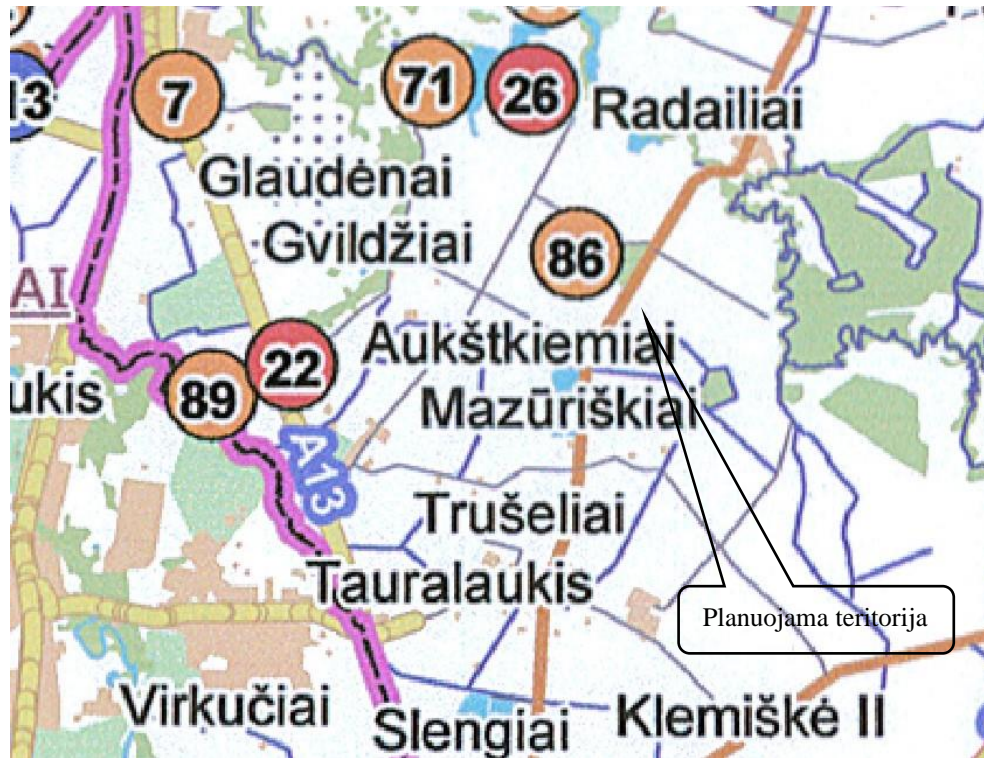 13
7
71
26
Radailiai
Glaudėnai
Gvildžiai
86
AI
Aukštkiemiai
22
ukis
89
Mazūriškiai
A13
Trušeliai
Tauralaukis
Planuojama teritorija
Virkučiai
Slengiai
Klemiškė II